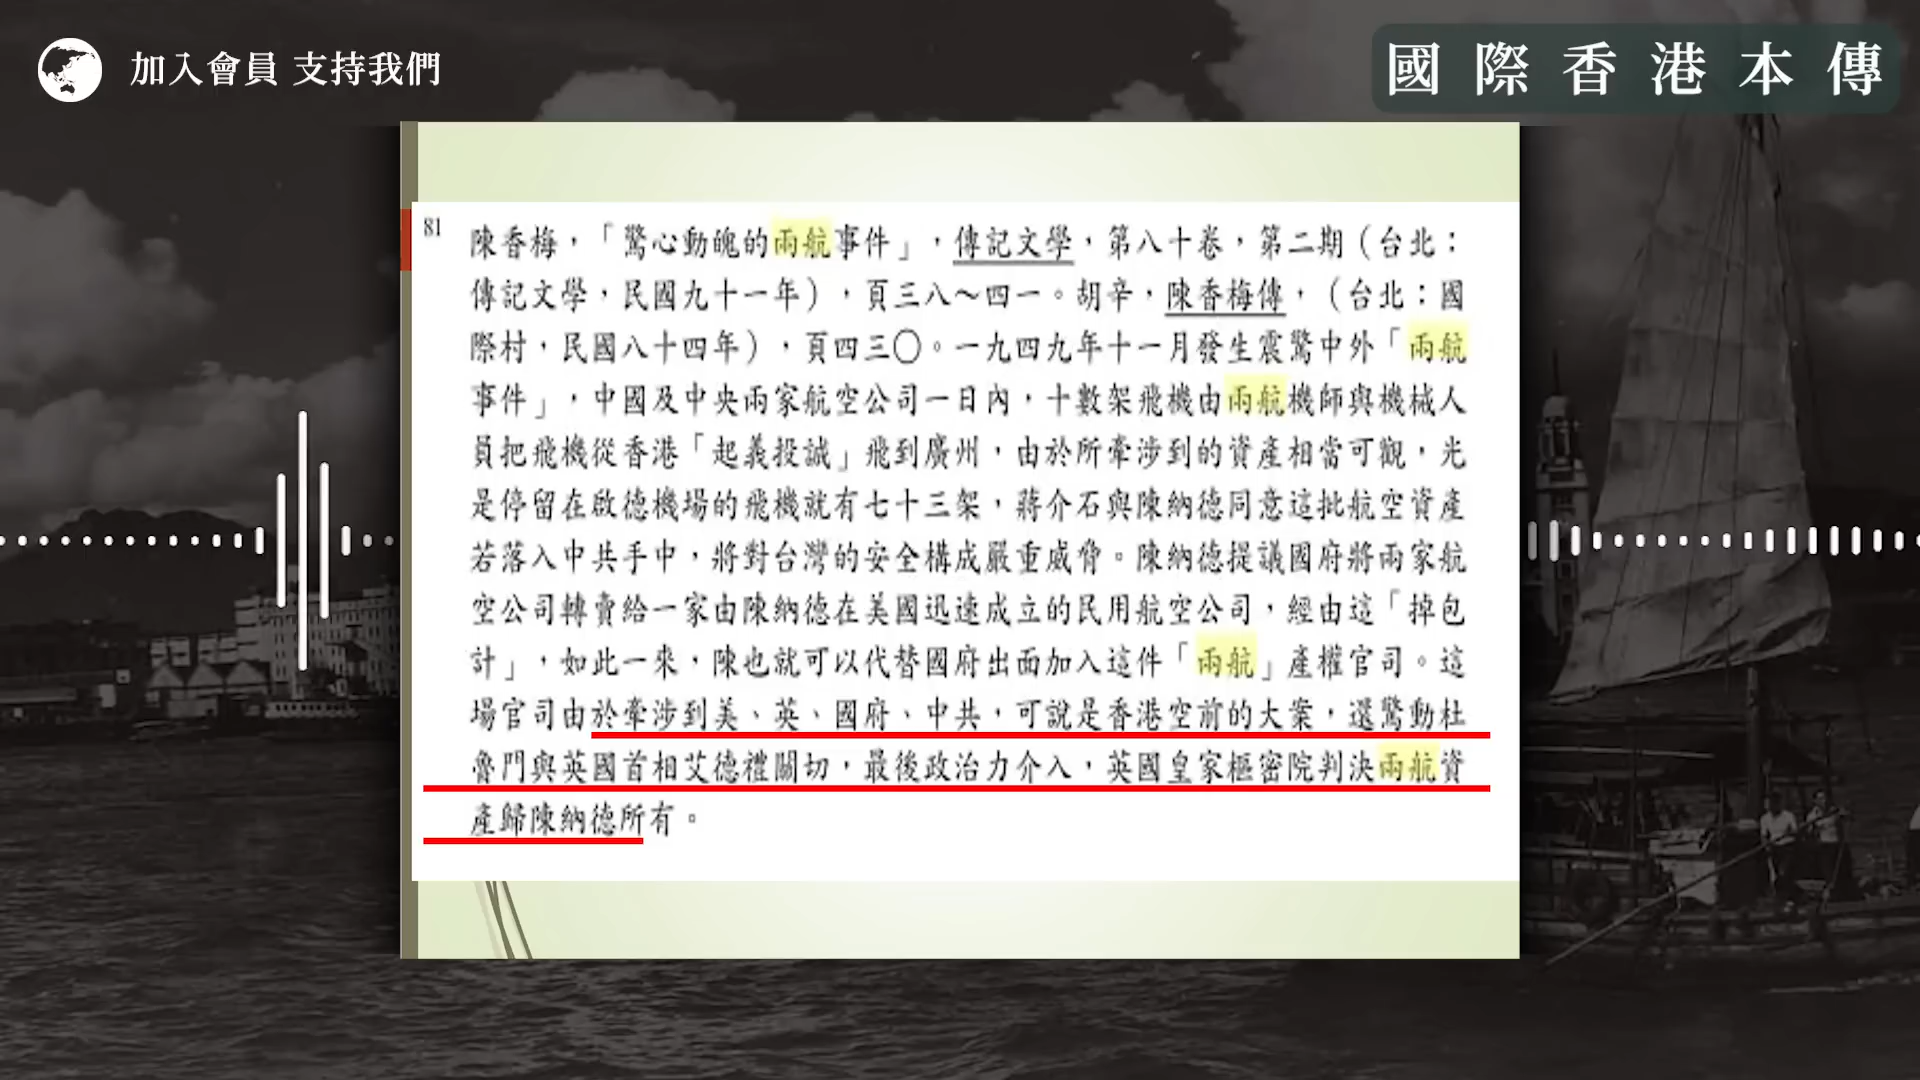 加入會員 支持我們
國際香港本傳
81
陳香梅，「驚心動魄的兩航事件」，傳記文學，第八十卷，第二期（台北：
傳記文學，民國九十一年），頁三八～四一。胡辛，陳香梅傳，（台北：國
際村，民國八十四年），頁四三〇。一九四九年十一月發生震驚中外「兩航
事件」，中國及中央兩家航空公司一日內，十數架飛機由兩航機師與機械人
員把飛機從香港「起義投誠」飛到廣州，由於所牽涉到的資產相當可觀，光
是停留在啟德機場的飛機就有七十三架，蔣介石與陳納德同意這批航空資產
若落入中共手中，將對台灣的安全構成嚴重威脅。陳納德提議國府將兩家航
空公司轉賣給一家由陳納德在美國迅速成立的民用航空公司，經由這「掉包
計」，如此一來，陳也就可以代替國府出面加入這件「兩航」產權官司。這
場官司由於牽涉到美、英、國府、中共，可說是香港空前的大案，還驚動杜
魯門與英國首相艾德禮關切，最後政治力介入，英國皇家樞密院判決兩航資
產歸陳納德所有。